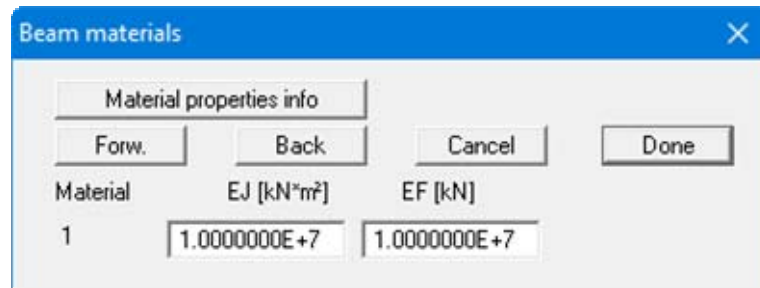 Beam materials
Material properties info
Forw. Back Cancel Done
Material EJ [kN*m²] EF [kN]
1 1.0000000E+7 1.0000000E+7